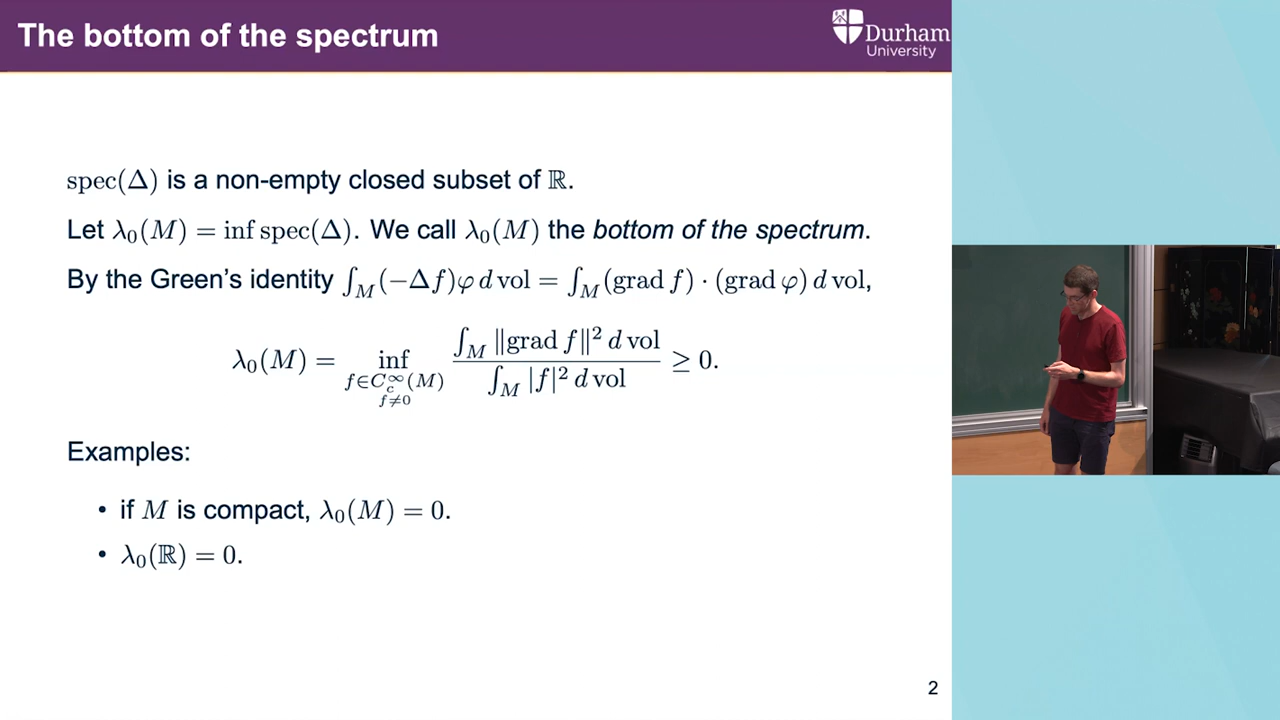 The bottom of the spectrum
Durham
University
spec(Δ) is a non-empty closed subset of ℝ.
Let λ₀(M) = inf spec(Δ). We call λ₀(M) the bottom of the spectrum.
By the Green's identity ∫_M(−Δf)φ d vol = ∫_M(grad f) · (grad φ) d vol,
λ₀(M) = inf_{f∈C_c^∞(M), f≠0} (∫_M ‖grad f‖² d vol) / (∫_M |f|² d vol) ≥ 0.
Examples:
• if M is compact, λ₀(M) = 0.
• λ₀(ℝ) = 0.
2